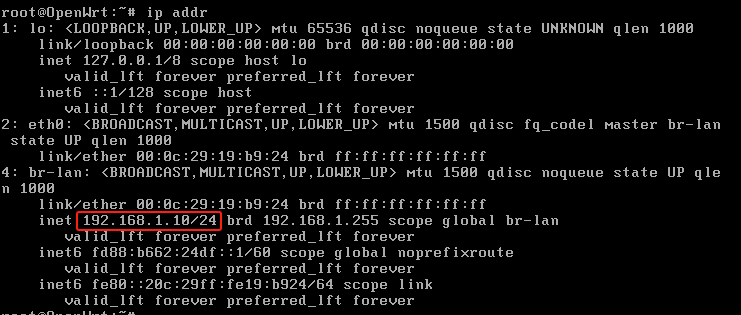 root@OpenWrt:~# ip addr
1: lo: <LOOPBACK,UP,LOWER_UP> mtu 65536 qdisc noqueue state UNKNOWN qlen 1000
    link/loopback 00:00:00:00:00:00 brd 00:00:00:00:00:00
    inet 127.0.0.1/8 scope host lo
       valid_lft forever preferred_lft forever
    inet6 ::1/128 scope host
       valid_lft forever preferred_lft forever
2: eth0: <BROADCAST,MULTICAST,UP,LOWER_UP> mtu 1500 qdisc fq_codel master br-lan
 state UP qlen 1000
    link/ether 00:0c:29:19:b9:24 brd ff:ff:ff:ff:ff:ff
4: br-lan: <BROADCAST,MULTICAST,UP,LOWER_UP> mtu 1500 qdisc noqueue state UP qle
n 1000
    link/ether 00:0c:29:19:b9:24 brd ff:ff:ff:ff:ff:ff
    inet 192.168.1.10/24 brd 192.168.1.255 scope global br-lan
       valid_lft forever preferred_lft forever
    inet6 fd88:b662:24df::1/60 scope global noprefixroute
       valid_lft forever preferred_lft forever
    inet6 fe80::20c:29ff:fe19:b924/64 scope link
       valid_lft forever preferred_lft forever
root@OpenWrt:~#